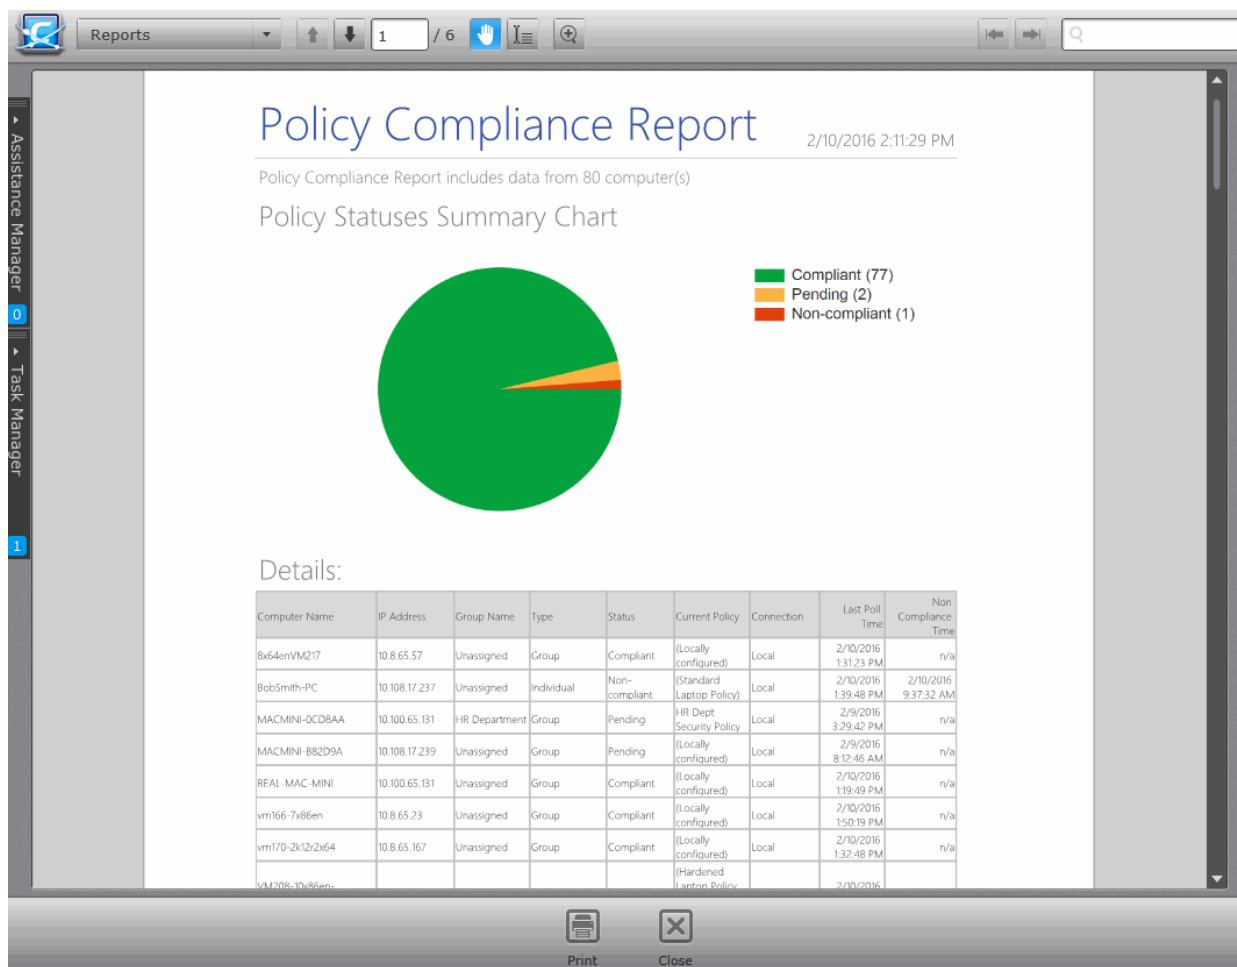 Reports
1 / 6
Assistance Manager
0
Task Manager
1
Policy Compliance Report 2/10/2016 2:11:29 PM
Policy Compliance Report includes data from 80 computer(s)
Policy Statuses Summary Chart
Compliant (77)
Pending (2)
Non-compliant (1)
Details:
Computer Name IP Address Group Name Type Status Current Policy Connection Last Poll Time Non Compliance Time
8x64enVM217 10.8.65.57 Unassigned Group Compliant (Locally configured) Local 2/10/2016 1:31:23 PM n/a
BobSmith-PC 10.108.17.237 Unassigned Individual Non-compliant (Standard Laptop Policy) Local 2/10/2016 1:39:48 PM 2/10/2016 9:37:32 AM
MACMINI-0CD8AA 10.100.65.131 HR Department Group Pending HR Dept Security Policy Local 2/9/2016 3:29:42 PM n/a
MACMINI-B82D9A 10.108.17.239 Unassigned Group Pending (Locally configured) Local 2/9/2016 8:12:46 AM n/a
REAL-MAC-MINI 10.100.65.131 Unassigned Group Compliant (Locally configured) Local 2/10/2016 1:19:49 PM n/a
vm166-7x86en 10.8.65.23 Unassigned Group Compliant (Locally configured) Local 2/10/2016 1:50:19 PM n/a
vm170-2k12r2x64 10.8.65.167 Unassigned Group Compliant (Locally configured) Local 2/10/2016 1:32:48 PM n/a
VM208-10x86en- (Hardened Laptop Policy 2/10/2016
Print
Close